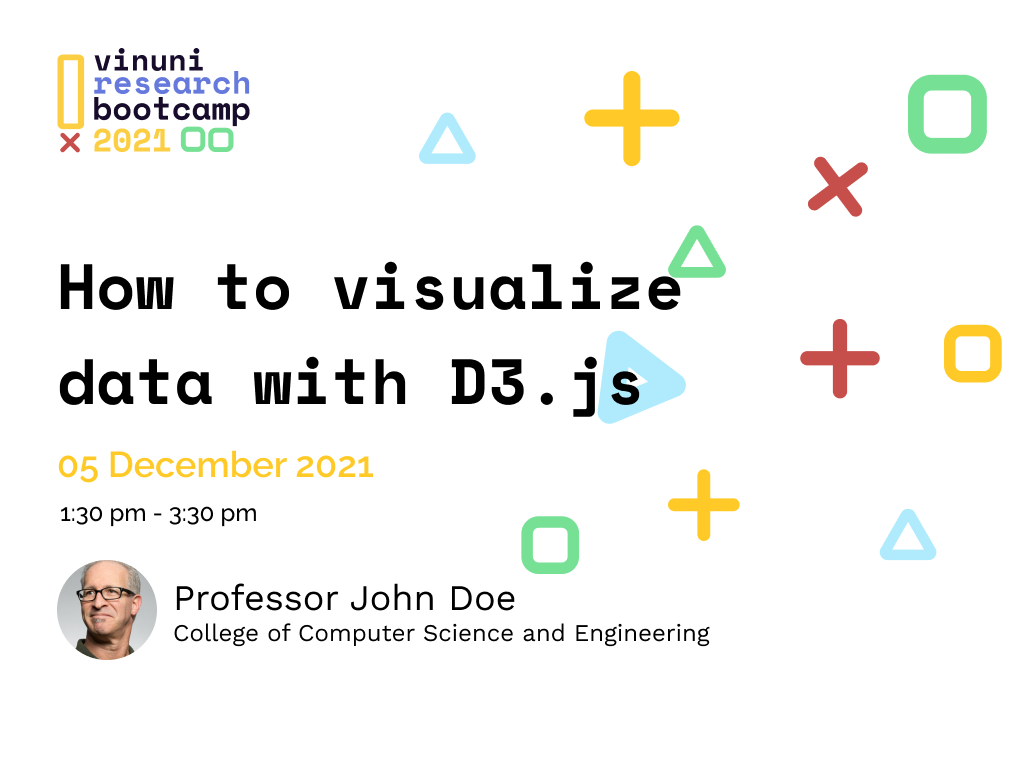 vinuni
research
bootcamp
2021
How to visualize
data with D3.js
05 December 2021
1:30 pm - 3:30 pm
Professor John Doe
College of Computer Science and Engineering